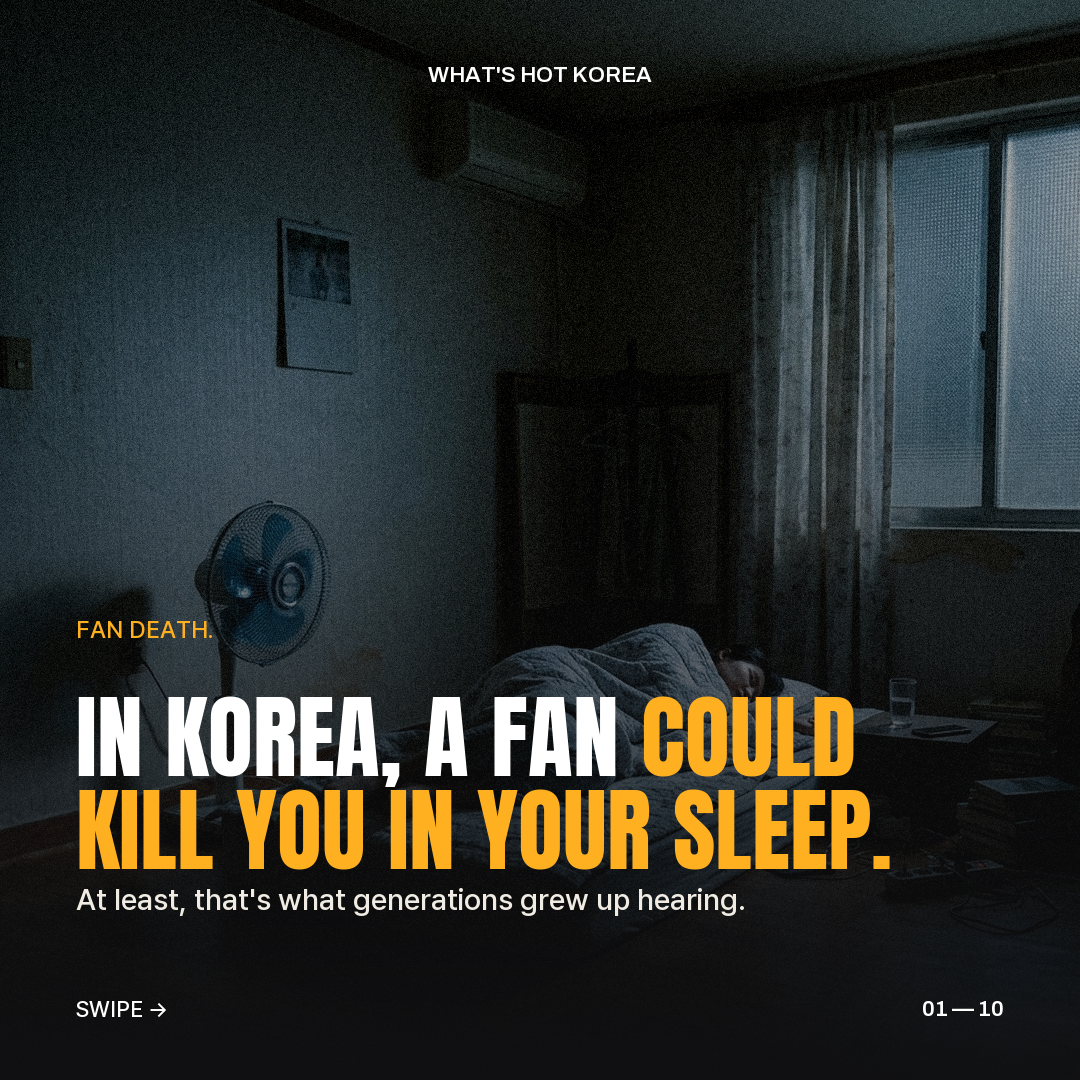 WHAT'S HOT KOREA
FAN DEATH.
IN KOREA, A FAN COULD
KILL YOU IN YOUR SLEEP.
At least, that's what generations grew up hearing.
SWIPE →
01 — 10